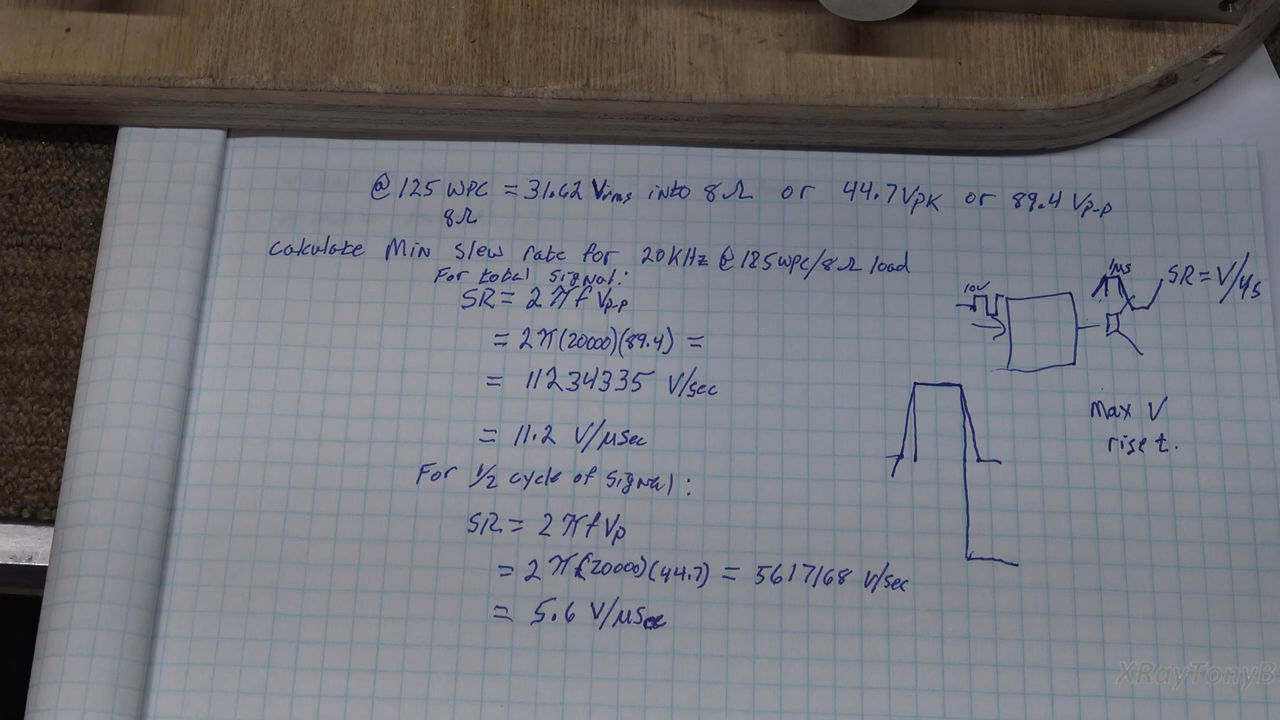 @ 125 WPC = 31.62 Vrms into 8Ω or 44.7 Vpk or 89.4 Vp-p
8Ω
Calculate Min Slew rate for 20KHz @ 125WPC/8Ω load
For total signal:
SR = 2πf Vp-p
= 2π(20000)(89.4) =
= 11234335 V/sec
= 11.2 V/μsec
For 1/2 cycle of signal:
SR = 2πf Vp
= 2π(20000)(44.7) = 5617168 V/sec
= 5.6 V/μsec
10V
SR = V/μs
Max V
rise t.
XRayTonyB